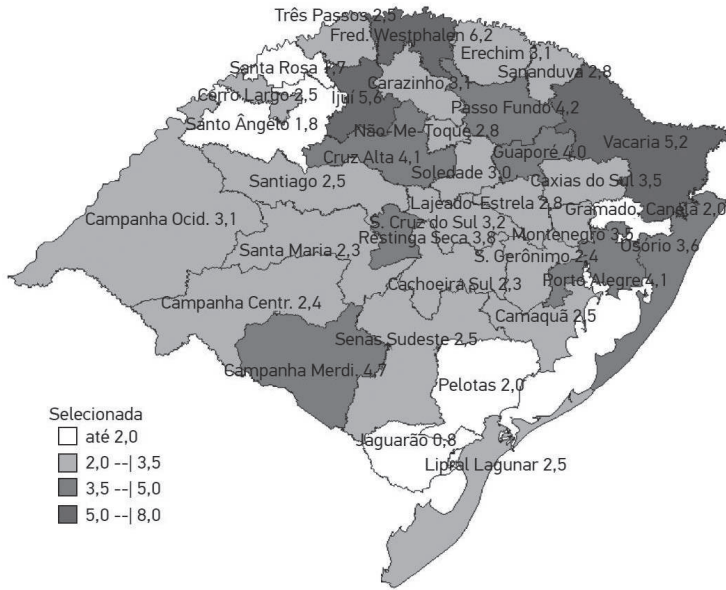 Três Passos 2,5
Fred. Westphalen 6,2
Erechim 3,1
Santa Rosa 1,7
Carazinho 3,1
Sananduva 2,8
Cerro Largo 2,5
Ijuí 5,6
Passo Fundo 4,2
Santo Ângelo 1,8
Não-Me-Toque 2,8
Vacaria 5,2
Cruz Alta 4,1
Guaporé 4,0
Soledade 3,0
Santiago 2,5
Caxias do Sul 3,5
Lajeado-Estrela 2,8
Gramado, Canela 2,0
Campanha Ocid. 3,1
S. Cruz do Sul 3,2
Montenegro 3,5
Restinga Seca 3,8
Osório 3,6
Santa Maria 2,3
S. Gerônimo 2,4
Porto Alegre 4,1
Cachoeira Sul 2,3
Campanha Centr. 2,4
Camaquã 2,5
Senas Sudeste 2,5
Campanha Merdi. 4,7
Pelotas 2,0
Selecionada
até 2,0
2,0 --| 3,5
3,5 --| 5,0
5,0 --| 8,0
Jaguarão 0,8
Lipral Lagunar 2,5